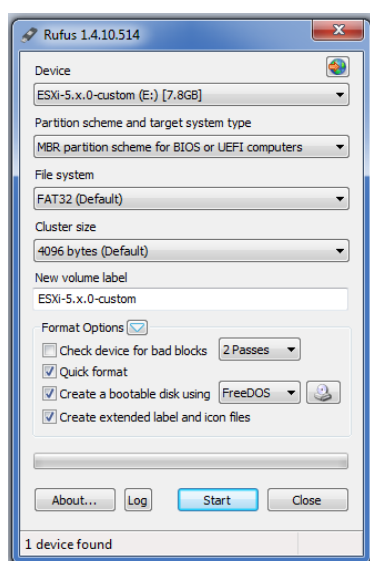 Rufus 1.4.10.514
Device
ESXi-5.x.0-custom (E:) [7.8GB]
Partition scheme and target system type
MBR partition scheme for BIOS or UEFI computers
File system
FAT32 (Default)
Cluster size
4096 bytes (Default)
New volume label
ESXi-5.x.0-custom
Format Options
Check device for bad blocks 2 Passes
Quick format
Create a bootable disk using FreeDOS
Create extended label and icon files
About... Log Start Close
1 device found